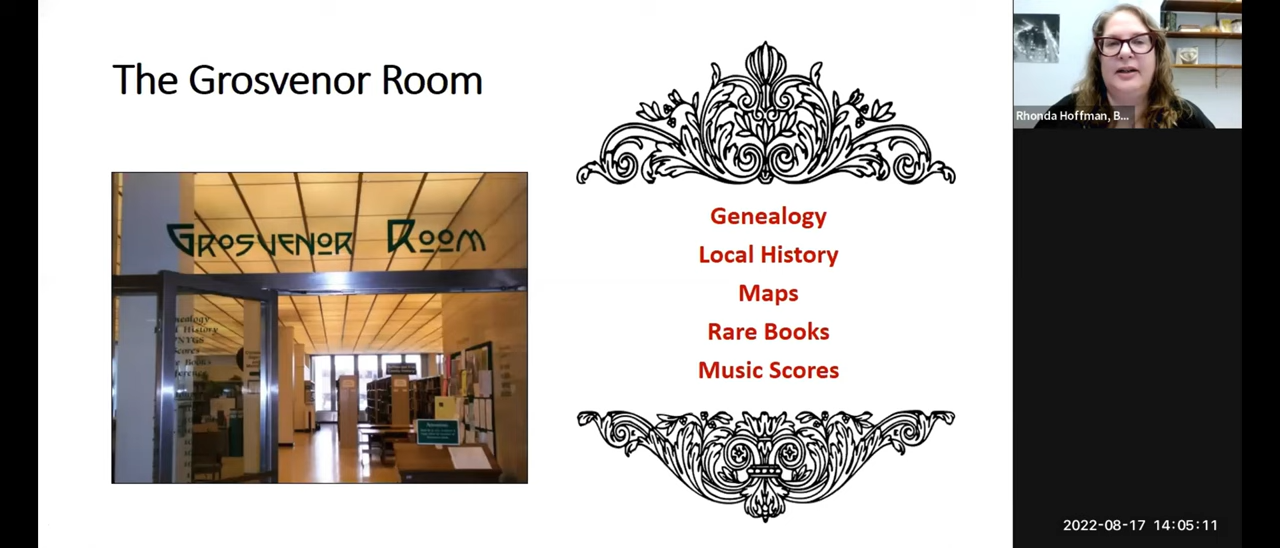 The Grosvenor Room
GROSVENOR ROOM
Genealogy
Local History
Maps
Rare Books
Music Scores
Rhonda Hoffman, B...
2022-08-17 14:05:11